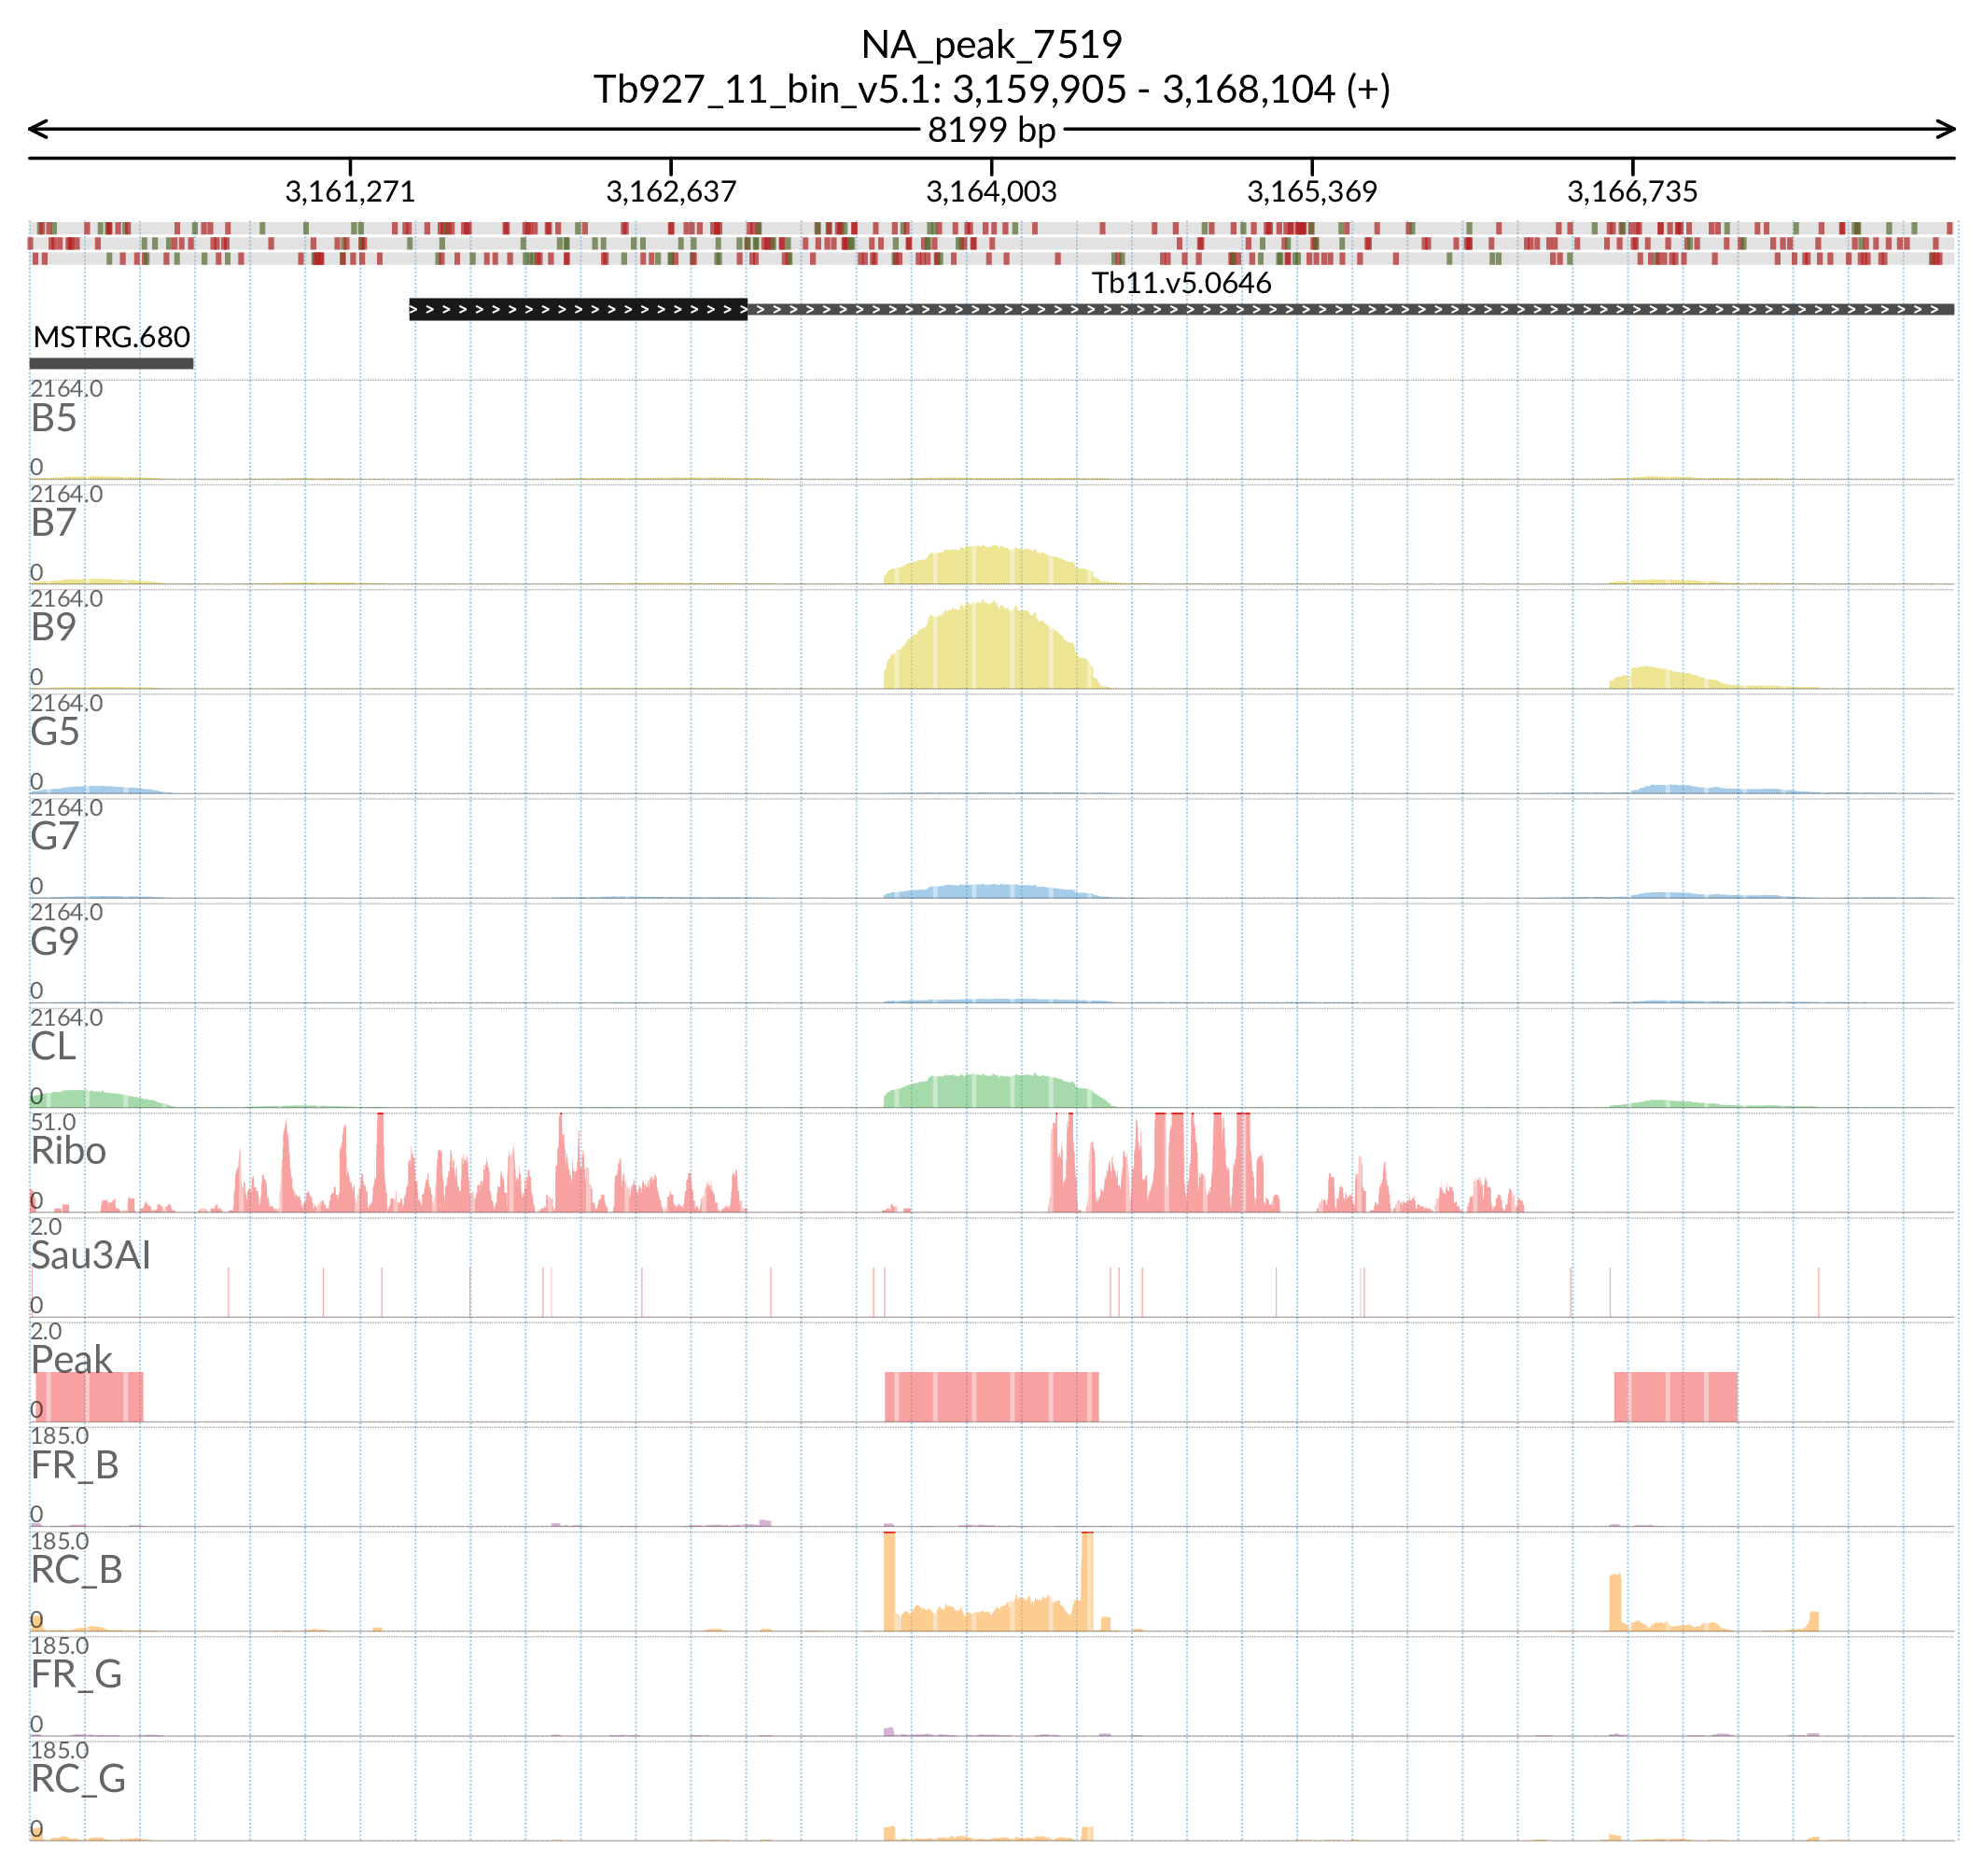 NA_peak_7519
Tb927_11_bin_v5.1: 3,159,905 - 3,168,104 (+)
8199 bp
3,161,271 3,162,637 3,164,003 3,165,369 3,166,735
Tb11.v5.0646
MSTRG.680
2164.0
B5
0
2164.0
B7
0
2164.0
B9
0
2164.0
G5
0
2164.0
G7
0
2164.0
G9
0
2164.0
CL
0
51.0
Ribo
0
2.0
Sau3AI
0
2.0
Peak
0
185.0
FR_B
0
185.0
RC_B
0
185.0
FR_G
0
185.0
RC_G
0